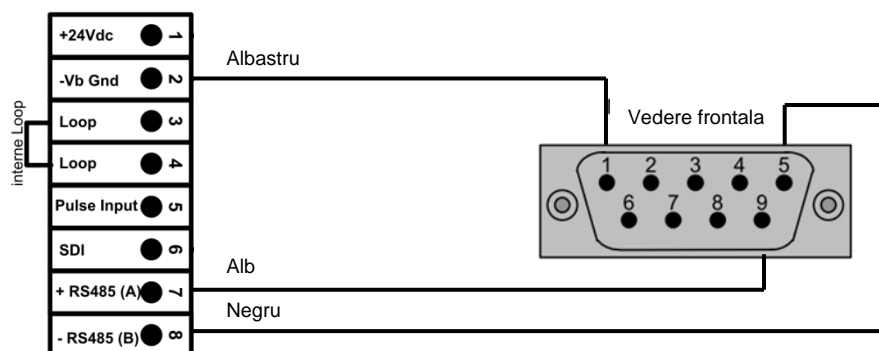 +24Vdc 1
-Vb Gnd 2
Loop 3
Loop 4
Pulse Input 5
SDI 6
+ RS485 (A) 7
- RS485 (B) 8
interne Loop
Albastru
Alb
Negru
Vedere frontala
1 2 3 4 5
6 7 8 9